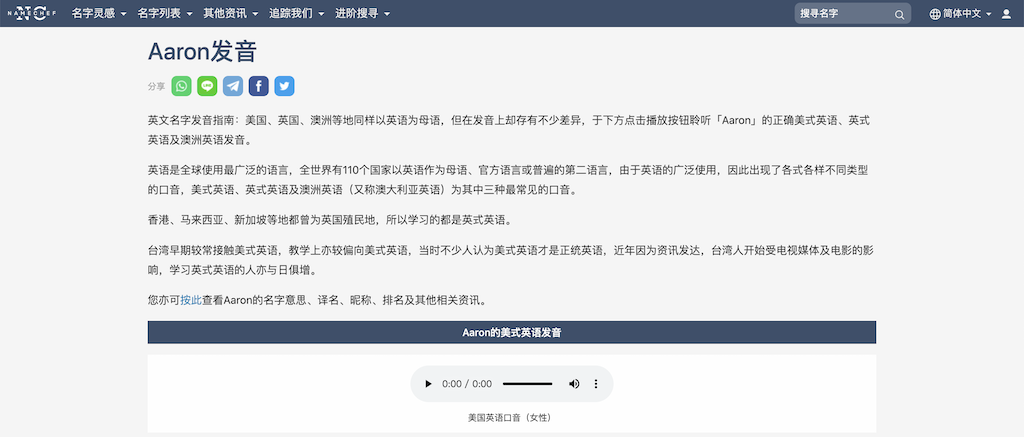 NC
NAMECHEF
名字灵感 名字列表 其他资讯 追踪我们 进阶搜寻 搜寻名字 简体中文
Aaron发音
分享
英文名字发音指南：美国、英国、澳洲等地同样以英语为母语，但在发音上却存有不少差异，于下方点击播放按钮聆听「Aaron」的正确美式英语、英式
英语及澳洲英语发音。
英语是全球使用最广泛的语言，全世界有110个国家以英语作为母语、官方语言或普遍的第二语言，由于英语的广泛使用，因此出现了各式各样不同类型
的口音，美式英语、英式英语及澳洲英语（又称澳大利亚英语）为其中三种最常见的口音。
香港、马来西亚、新加坡等地都曾为英国殖民地，所以学习的都是英式英语。
台湾早期较常接触美式英语，教学上亦较偏向美式英语，当时不少人认为美式英语才是正统英语，近年因为资讯发达，台湾人开始受电视媒体及电影的影
响，学习英式英语的人亦与日俱增。
您亦可按此查看Aaron的名字意思、译名、昵称、排名及其他相关资讯。
Aaron的美式英语发音
0:00 / 0:00
美国英语口音（女性）